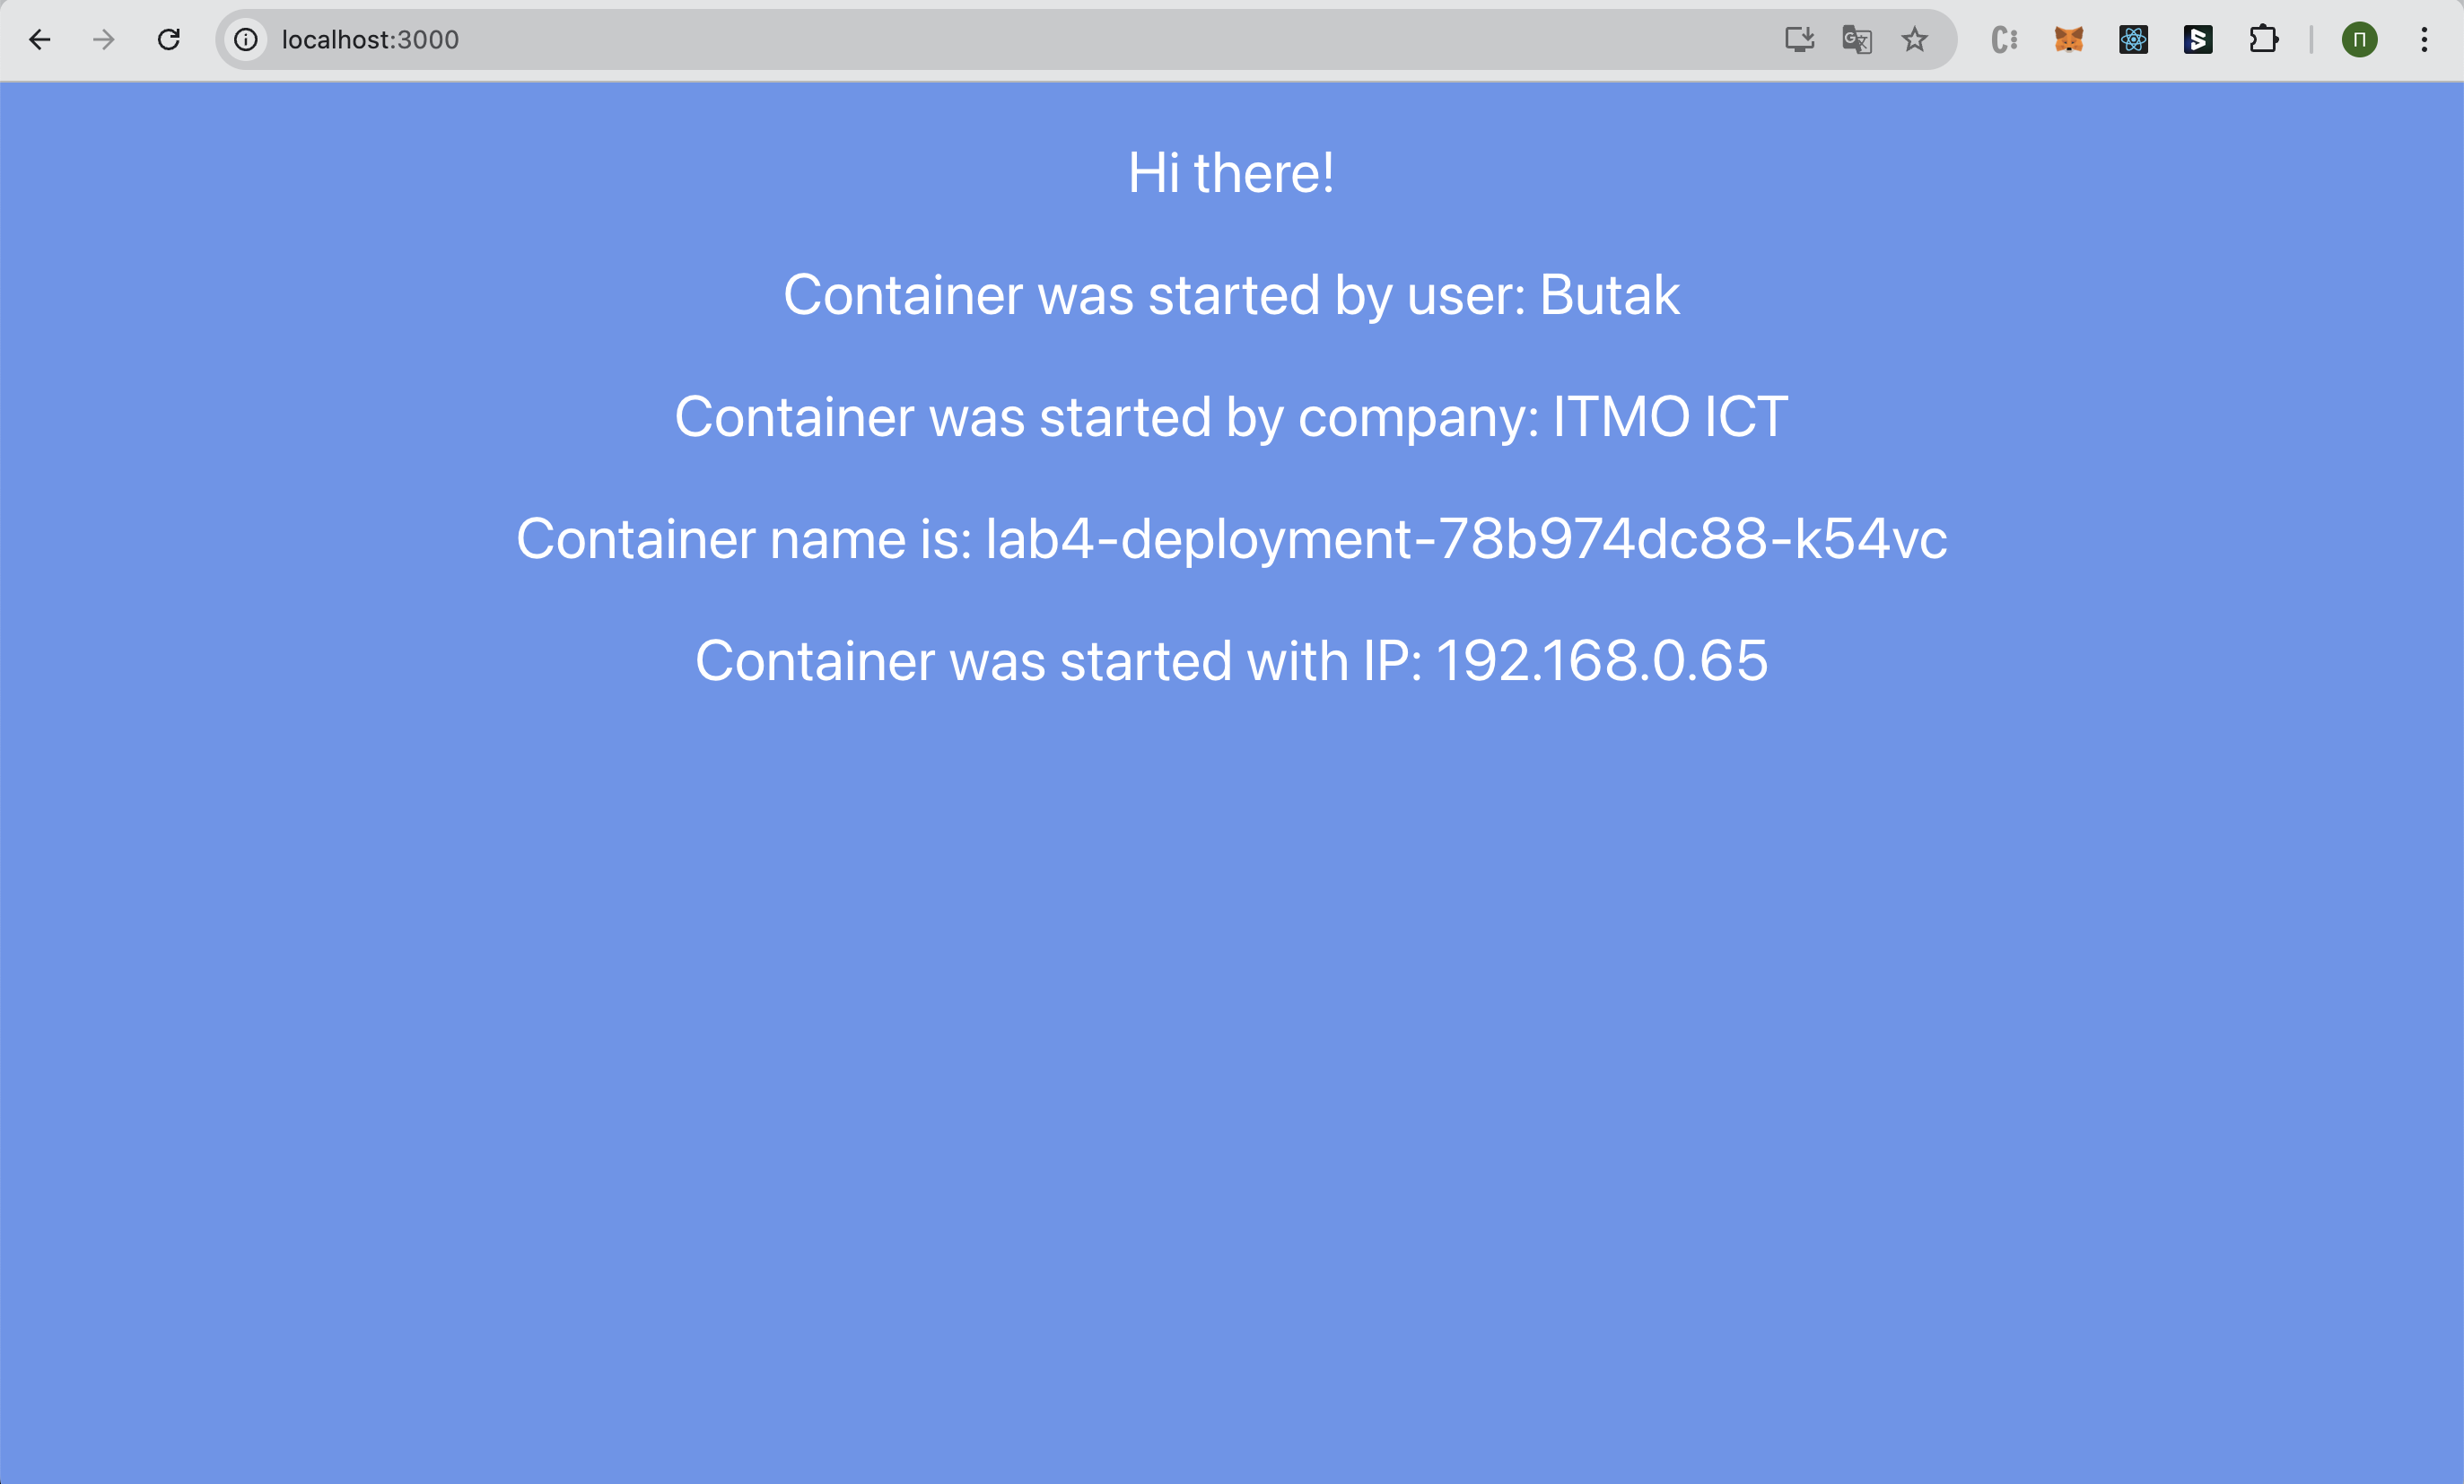 localhost:3000
П
Hi there!
Container was started by user: Butak
Container was started by company: ITMO ICT
Container name is: lab4-deployment-78b974dc88-k54vc
Container was started with IP: 192.168.0.65